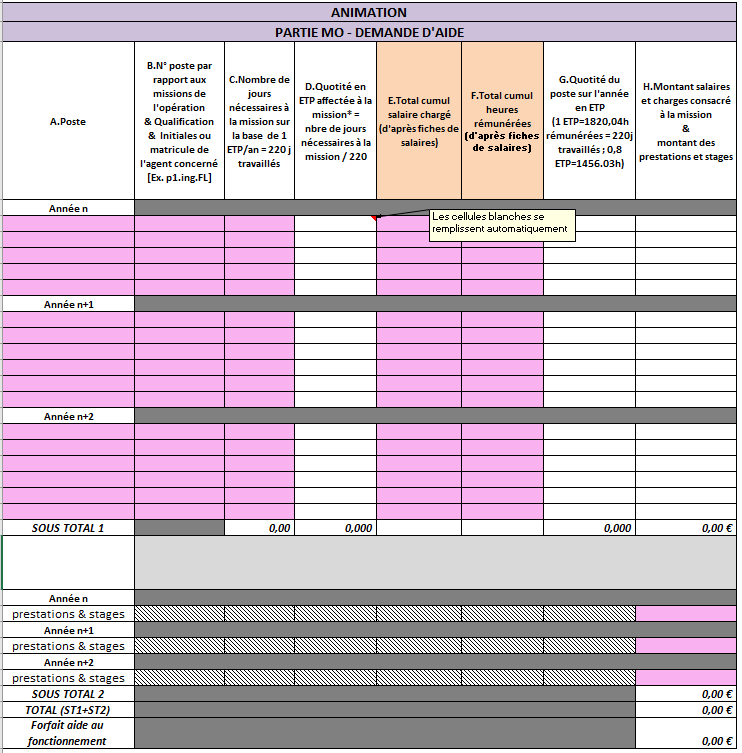 ANIMATION
PARTIE MO - DEMANDE D'AIDE
A.Poste
B.N° poste par
rapport aux
missions de
l'opération
& Qualification
& Initiales ou
matricule de
l'agent concerné
[Ex. p1.ing.FL]
C.Nombre de
jours
nécessaires à
la mission sur
la base de 1
ETP/an = 220 j
travaillés
D.Quotité en
ETP affectée à la
mission* =
nbre de jours
nécessaires à la
mission / 220
E.Total cumul
salaire chargé
(d'après fiches de
salaires)
F.Total cumul
heures
rémunérées
(d'après fiches
de salaires)
G.Quotité du
poste sur l'année
en ETP
(1 ETP=1820,04h
rémunérées = 220j
travaillés ; 0,8
ETP=1456.03h)
H.Montant salaires
et charges consacré
à la mission
&
montant des
prestations et stages
Année n
Les cellules blanches se
remplissent automatiquement
Année n+1
Année n+2
SOUS TOTAL 1 0,00 0,000 0,000 0,00 €
Année n
prestations & stages
Année n+1
prestations & stages
Année n+2
prestations & stages
SOUS TOTAL 2 0,00 €
TOTAL (ST1+ST2) 0,00 €
Forfait aide au
fonctionnement 0,00 €